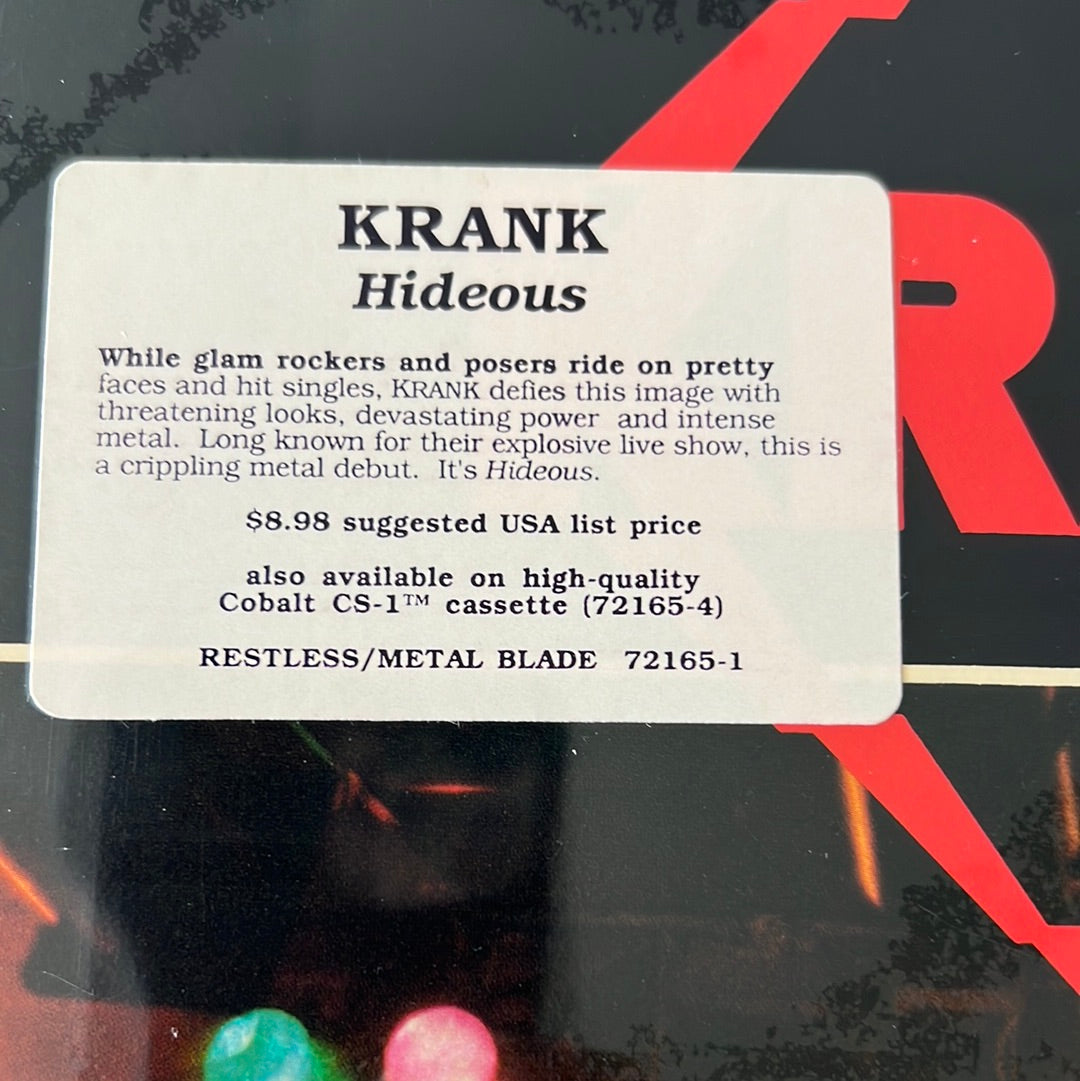 KRANK
Hideous
While glam rockers and posers ride on pretty
faces and hit singles, KRANK defies this image with
threatening looks, devastating power and intense
metal. Long known for their explosive live show, this is
a crippling metal debut. It's Hideous.
$8.98 suggested USA list price
also available on high-quality
Cobalt CS-1™ cassette (72165-4)
RESTLESS/METAL BLADE 72165-1
R